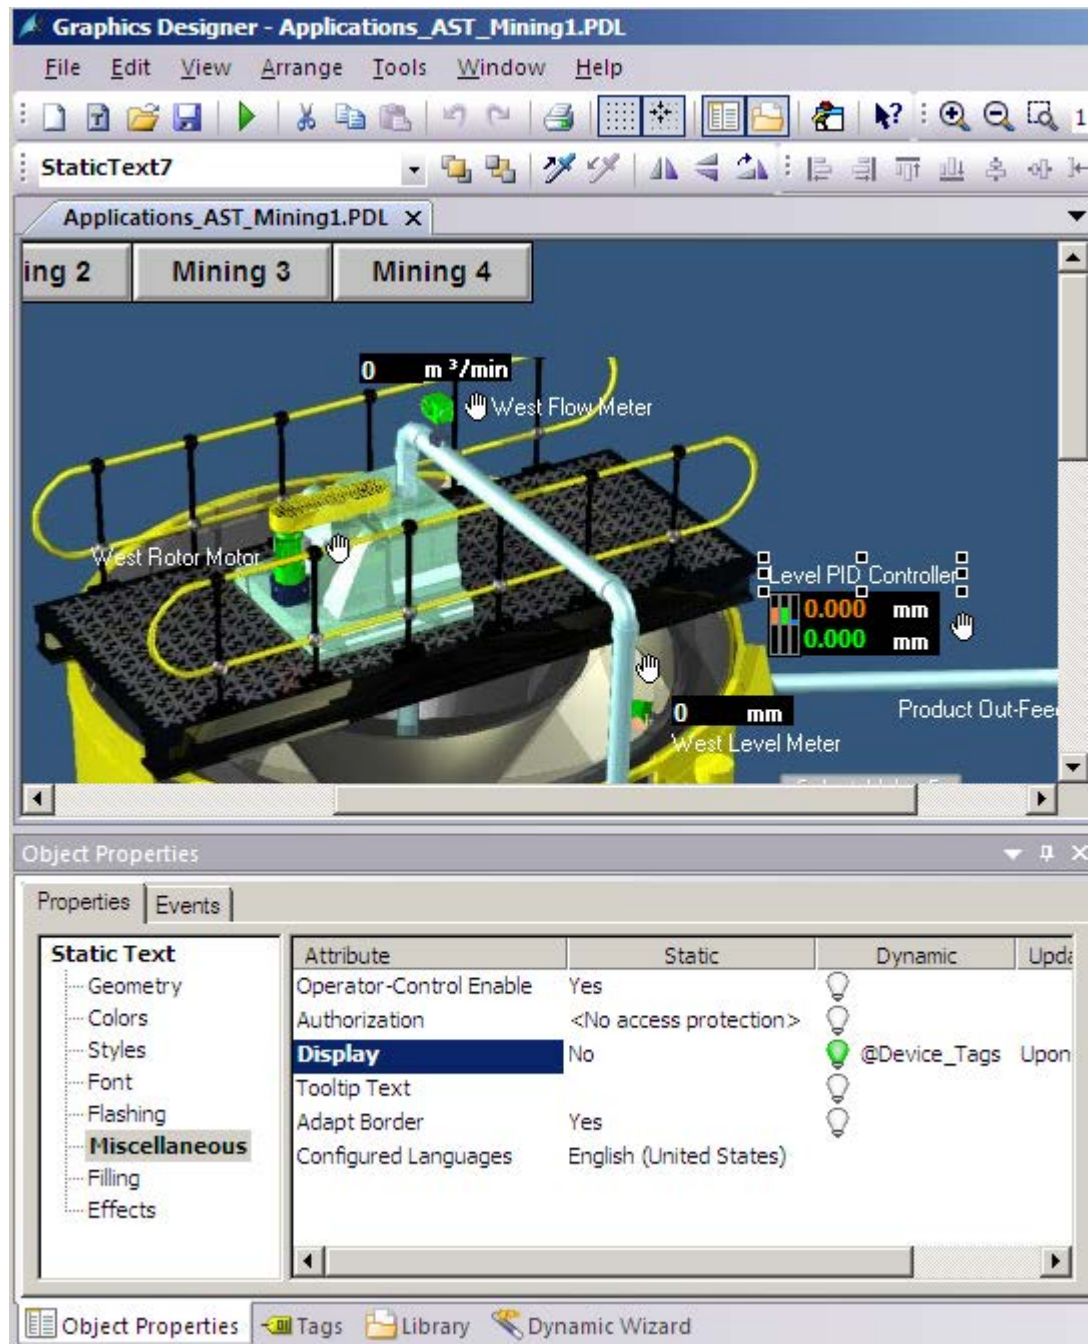 Graphics Designer - Applications_AST_Mining1.PDL
File Edit View Arrange Tools Window Help
1
StaticText7
Applications_AST_Mining1.PDL
ing 2 Mining 3 Mining 4
0 m³/min
West Flow Meter
West Rotor Motor
Level PID Controller
0.000 mm
0.000 mm
0 mm
Product Out-Fee
West Level Meter
Object Properties
Properties Events
Static Text
Geometry
Colors
Styles
Font
Flashing
Miscellaneous
Filling
Effects
Attribute Static Dynamic Upda
Operator-Control Enable Yes
Authorization <No access protection>
Display No @Device_Tags Upon
Tooltip Text
Adapt Border Yes
Configured Languages English (United States)
Object Properties Tags Library Dynamic Wizard